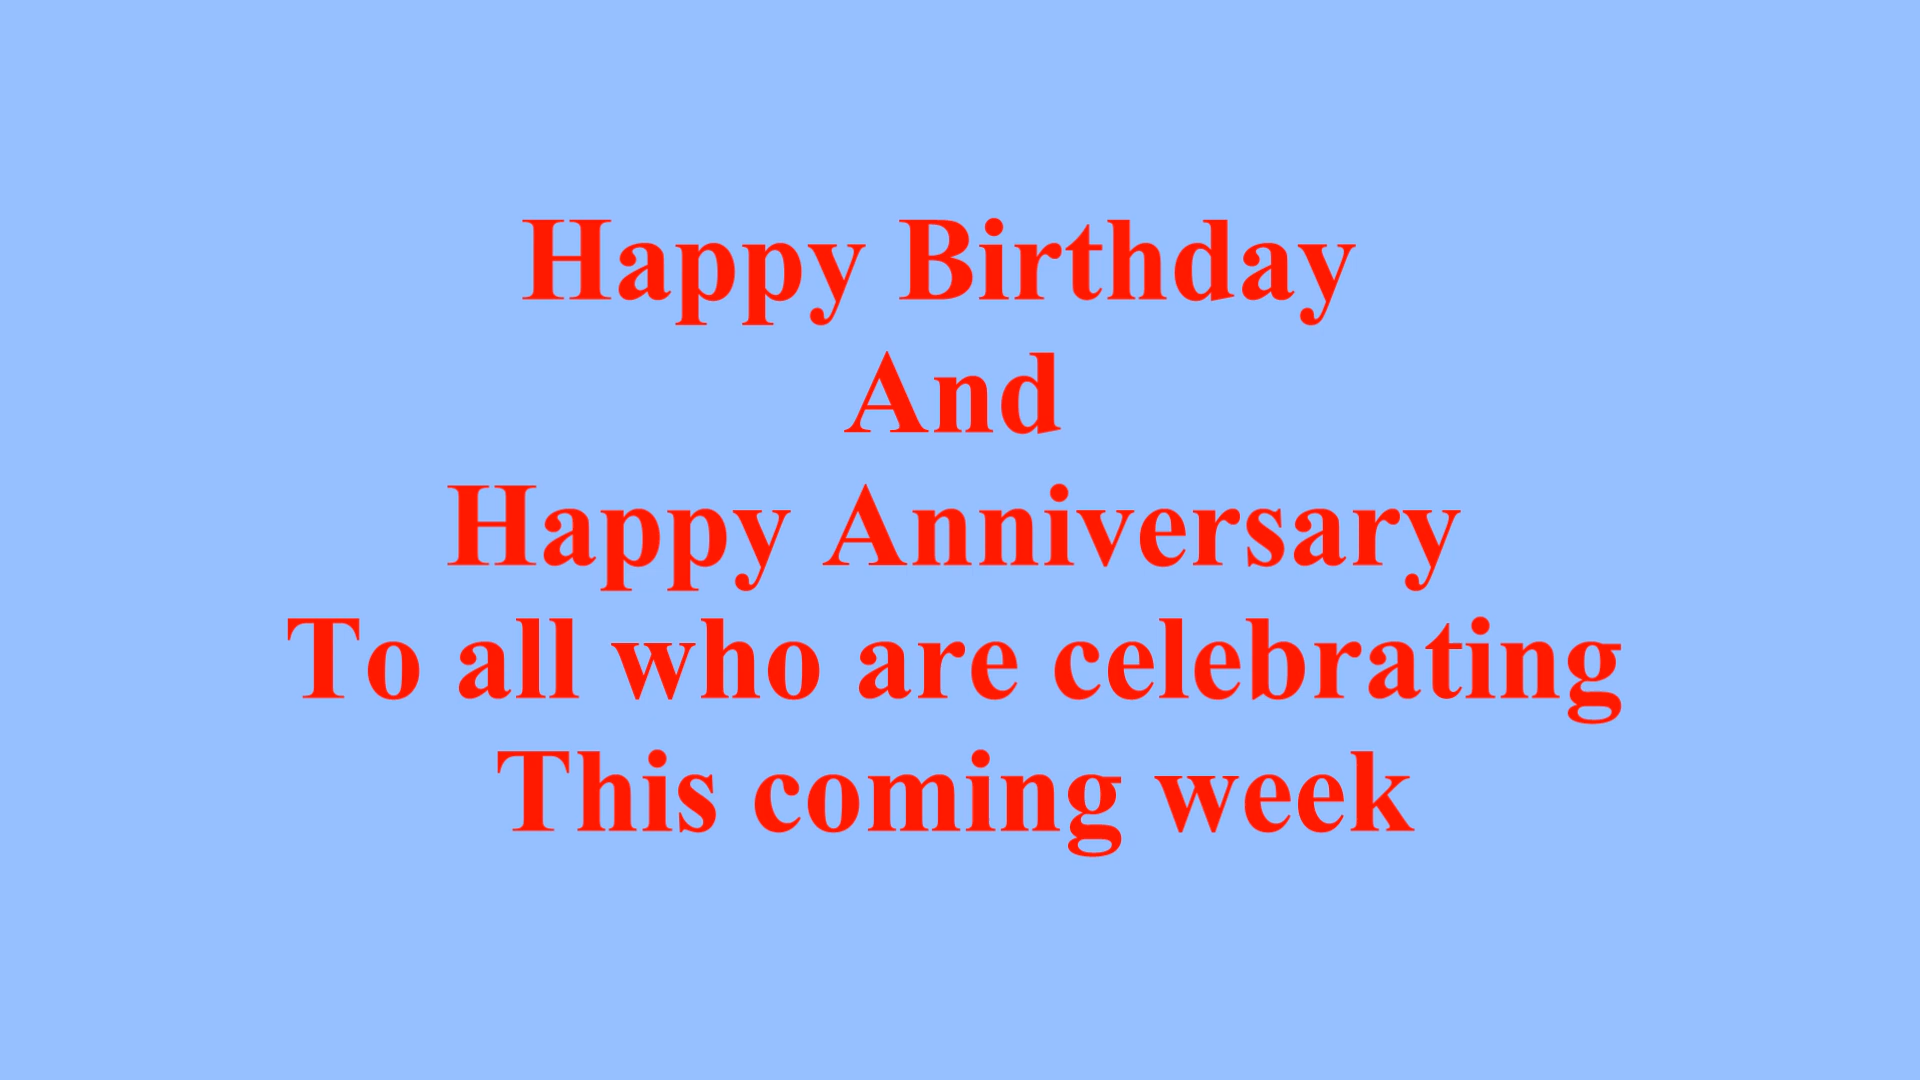 Happy Birthday
And
Happy Anniversary
To all who are celebrating
This coming week